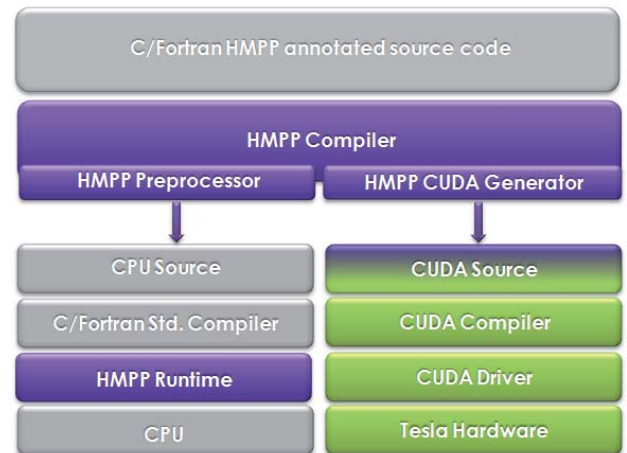 C/Fortran HMPP annotated source code
HMPP Compiler
HMPP Preprocessor
HMPP CUDA Generator
CPU Source
CUDA Source
C/Fortran Std. Compiler
CUDA Compiler
HMPP Runtime
CUDA Driver
CPU
Tesla Hardware